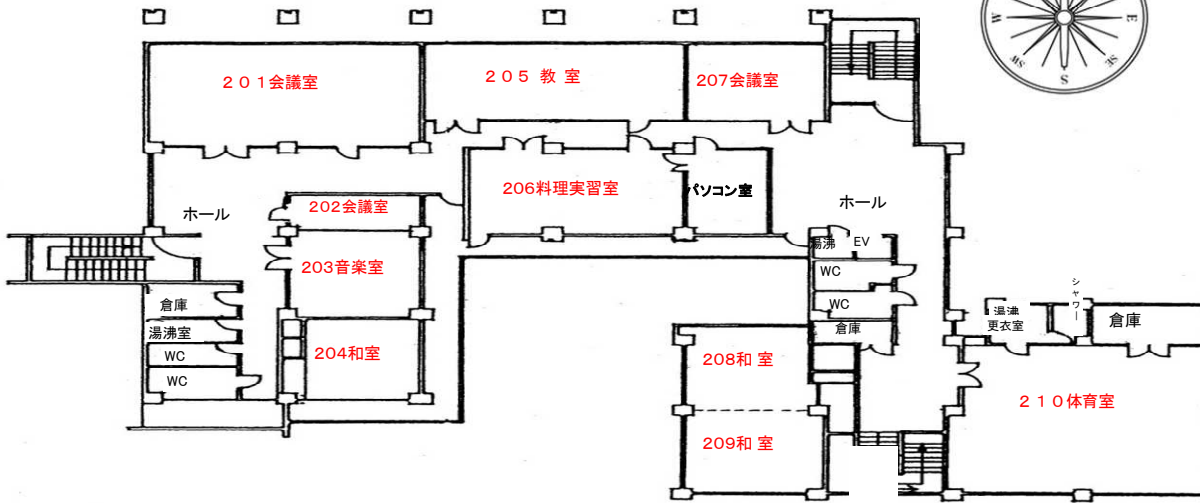 W
E
SW
S
SE
201会議室
205 教 室
207会議室
206料理実習室
パソコン室
202会議室
ホール
ホール
203音楽室
湯沸
EV
WC
WC
倉庫
倉庫
湯沸室
WC
WC
204和室
208和 室
209和 室
シャワー
湯沸
更衣室
倉庫
210体育室